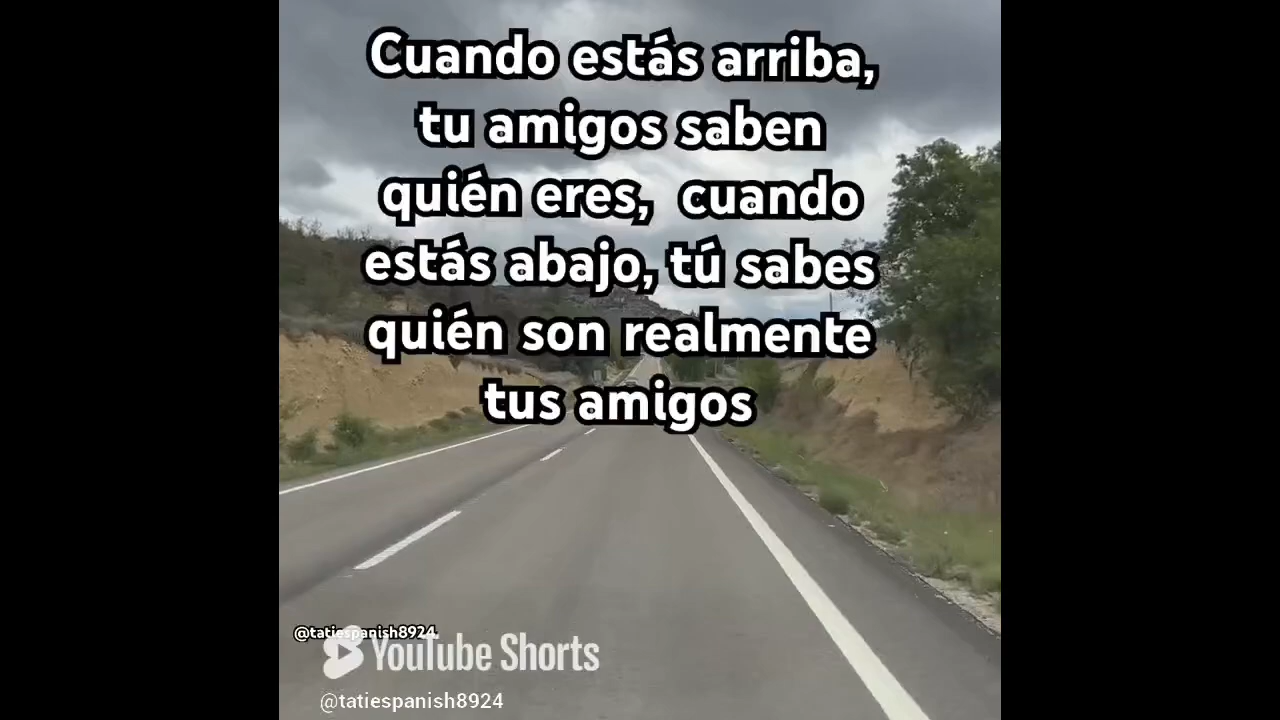 Cuando estás arriba,
tu amigos saben
quién eres, cuando
estás abajo, tú sabes
quién son realmente
tus amigos
@tatiespanish8924
YouTube Shorts
@tatiespanish8924